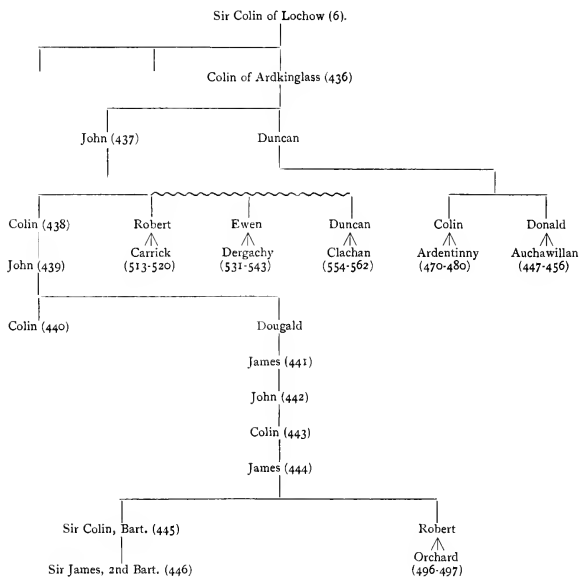 Sir Colin of Lochow (6).
Colin of Ardkinglass (436)
John (437) Duncan
Colin (438) Robert Ewen Duncan Colin Donald
Carrick Dergachy Clachan Ardentinny Auchawillan
John (439) (513-520) (531-543) (554-562) (470-480) (447-456)
Colin (440) Dougald
James (441)
John (442)
Colin (443)
James (444)
Sir Colin, Bart. (445) Robert
Orchard
Sir James, 2nd Bart. (446) (496-497)